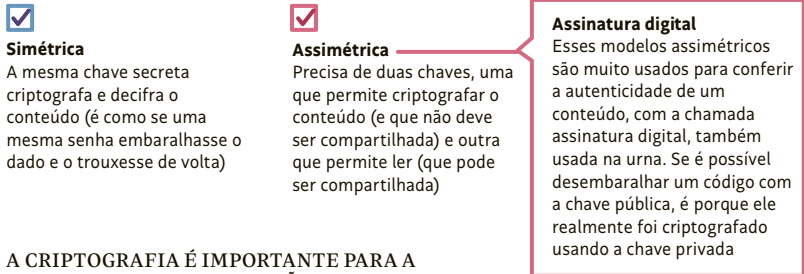 Simétrica
A mesma chave secreta
criptografa e decifra o
conteúdo (é como se uma
mesma senha embaralhasse o
dado e o trouxesse de volta)
Assimétrica
Precisa de duas chaves, uma
que permite criptografar o
conteúdo (e que não deve
ser compartilhada) e outra
que permite ler (que pode
ser compartilhada)
Assinatura digital
Esses modelos assimétricos
são muito usados para conferir
a autenticidade de um
conteúdo, com a chamada
assinatura digital, também
usada na urna. Se é possível
desembaralhar um código com
a chave pública, é porque ele
realmente foi criptografado
usando a chave privada
A CRIPTOGRAFIA É IMPORTANTE PARA A